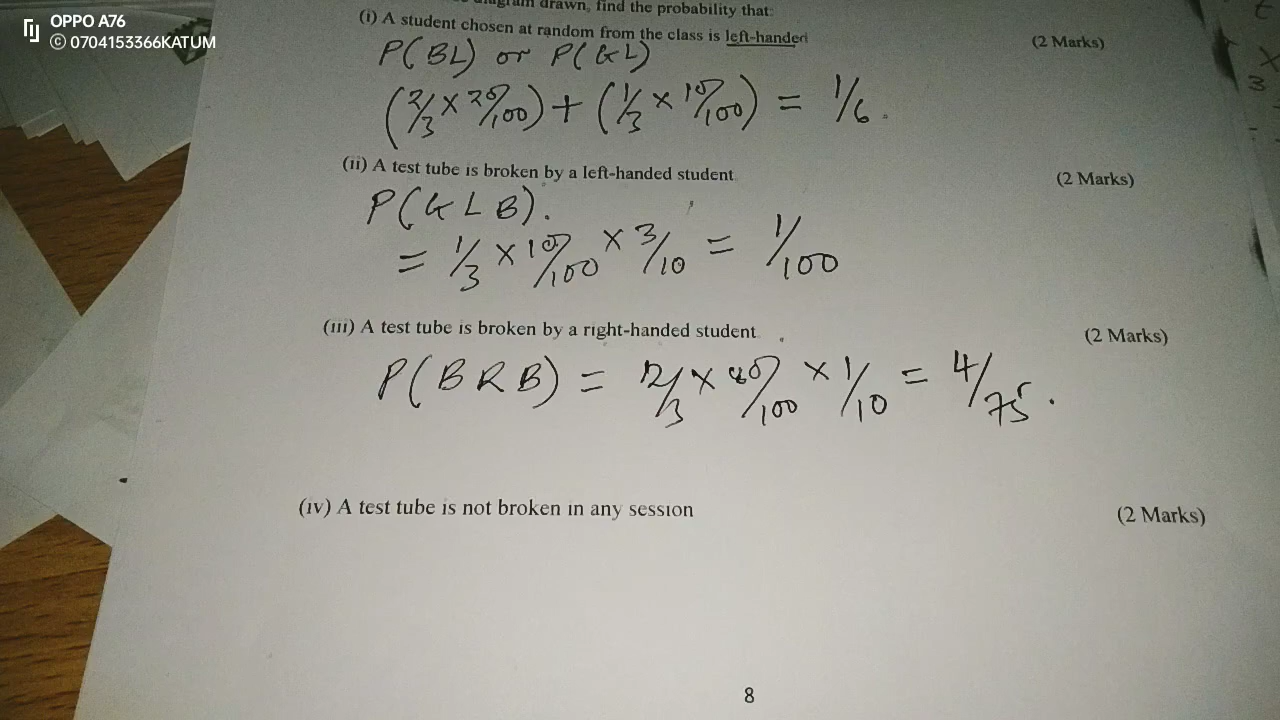 OPPO A76
© 0704153366KATUM
diagram drawn, find the probability that:
(i) A student chosen at random from the class is left-handed
(2 Marks)
P(BL) or P(GL)
(2/3 × 20/100) + (1/3 × 10/100) = 1/6.
(ii) A test tube is broken by a left-handed student
(2 Marks)
P(GLB).
= 1/3 × 10/100 × 3/10 = 1/100
(iii) A test tube is broken by a right-handed student
(2 Marks)
P(BRB) = 2/3 × 80/100 × 1/10 = 4/75.
(iv) A test tube is not broken in any session
(2 Marks)
8